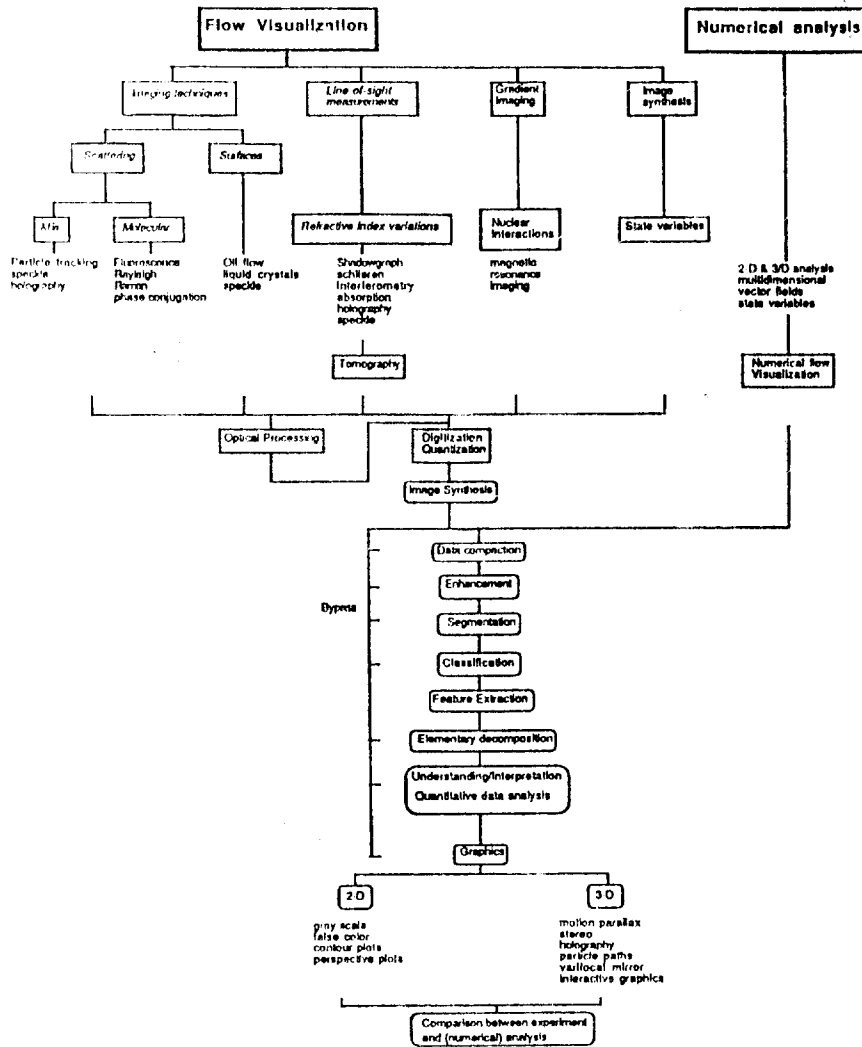 Flow Visualization
Numerical analysis
Imaging techniques
Line of-sight
measurements
Gradient
Imaging
Image
synthesis
Scattering
Surfaces
Mie
Molecular
Refractive Index variations
Nuclear
Interactions
State variables
Particle tracking
speckle
holography
Fluorescence
Rayleigh
Raman
phase conjugation
Oil flow
liquid crystals
speckle
Shadowgraph
schlieren
Interferometry
absorption
holography
speckle
magnetic
resonance
imaging
2 D & 3/D analysis
multidimensional
vector fields
state variables
Tomography
Numerical flow
Visualization
Optical Processing
Digitization
Quantization
Image Synthesis
Data compaction
Enhancement
Bypass
Segmentation
Classification
Feature Extraction
Elementary decomposition
Understanding/Interpretation
Quantitative data analysis
Graphics
2-D
3-D
gray scale
false color
contour plots
perspective plots
motion parallax
stereo
holography
particle paths
varifocal mirror
interactive graphics
Comparison between experiment
and (numerical) analysis